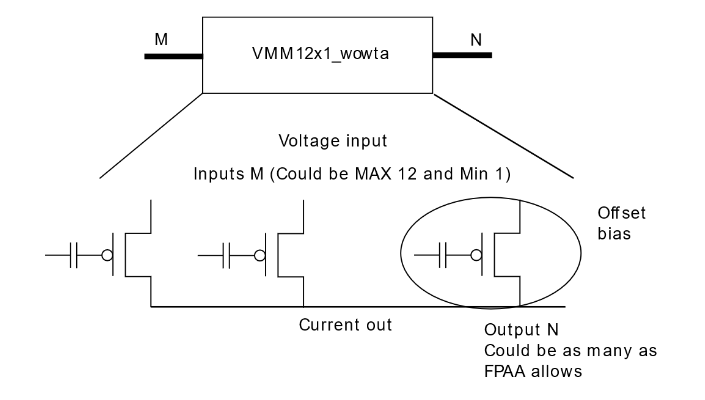 M
VMM12x1_wowta
N
Voltage input
Inputs M (Could be MAX 12 and Min 1)
Offset
bias
Current out
Output N
Could be as many as
FPAA allows